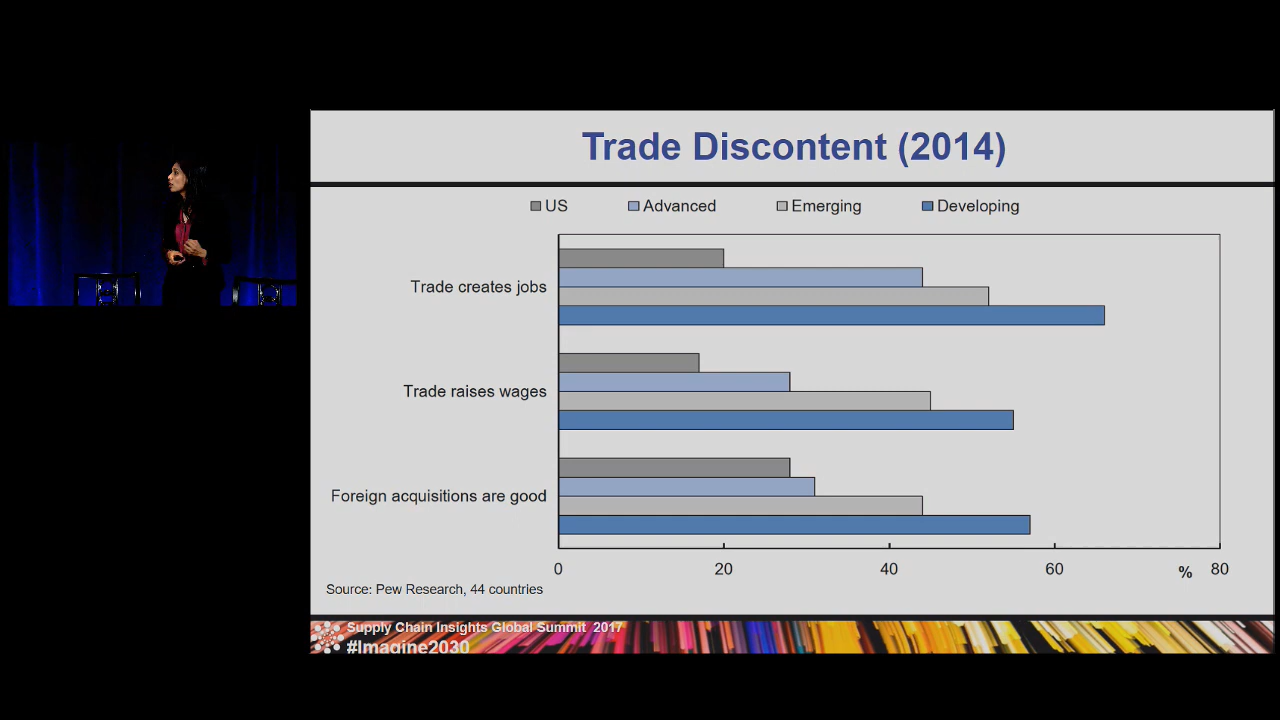 Trade Discontent (2014)
US Advanced Emerging Developing
Trade creates jobs
Trade raises wages
Foreign acquisitions are good
0 20 40 60 % 80
Source: Pew Research, 44 countries
Supply Chain Insights Global Summit 2017
#Imagine2030